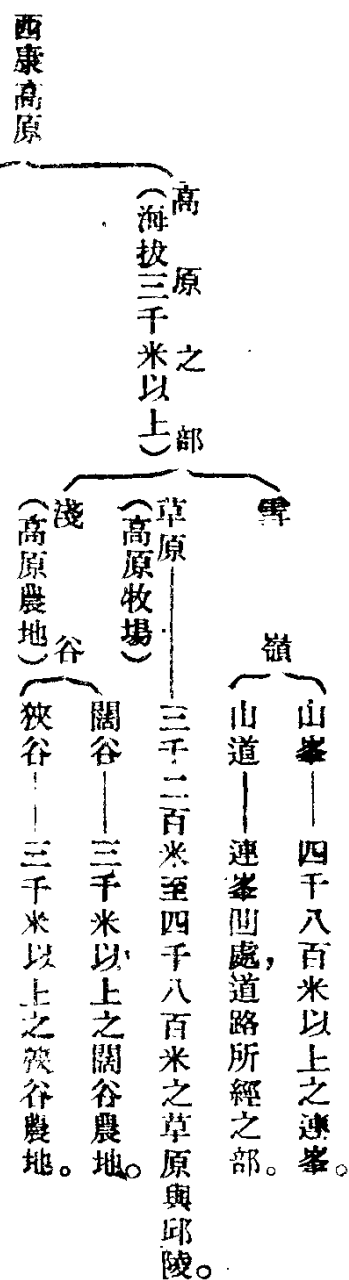 西康高原
高原之部
（海拔三千米以上）
雪嶺
山峯——四千八百米以上之連峯。
山道——連峯凹處，道路所經之部。
草原——三千二百米至四千八百米之草原與邱陵。
（高原牧場）
淺谷
（高原農地）
闊谷——三千米以上之闊谷農地。
狹谷——三千米以上之狹谷農地。